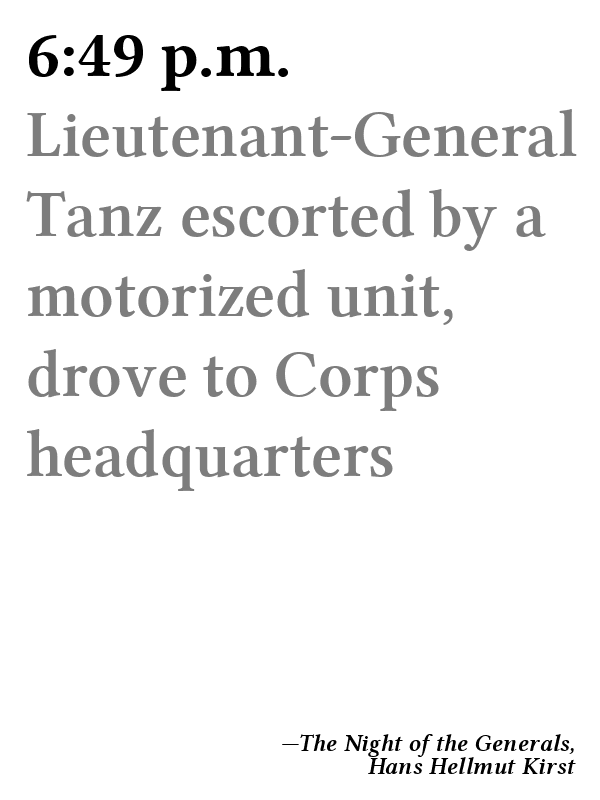 6:49 p.m.
Lieutenant-General
Tanz escorted by a
motorized unit,
drove to Corps
headquarters
—The Night of the Generals,
Hans Hellmut Kirst